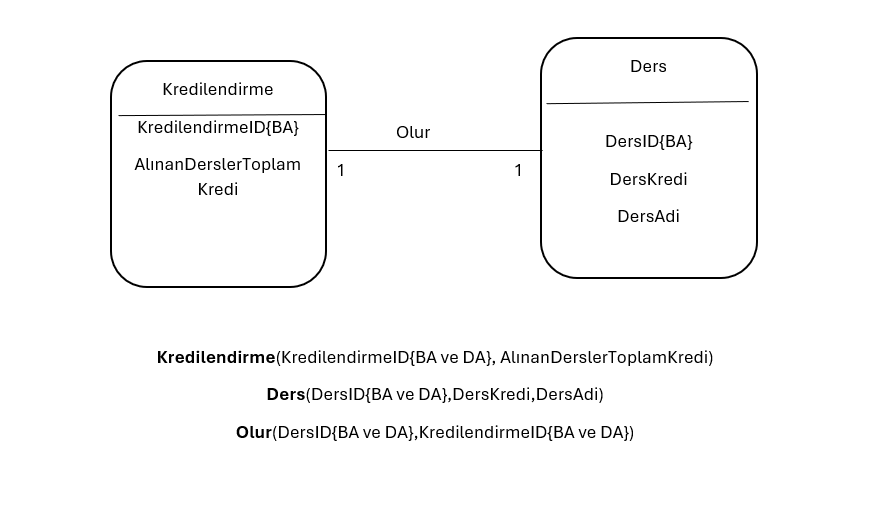 Kredilendirme
KredilendirmeID{BA}
AlınanDerslerToplam
Kredi
Olur
1
1
Ders
DersID{BA}
DersKredi
DersAdi
Kredilendirme(KredilendirmeID{BA ve DA}, AlınanDerslerToplamKredi)
Ders(DersID{BA ve DA},DersKredi,DersAdi)
Olur(DersID{BA ve DA},KredilendirmeID{BA ve DA})